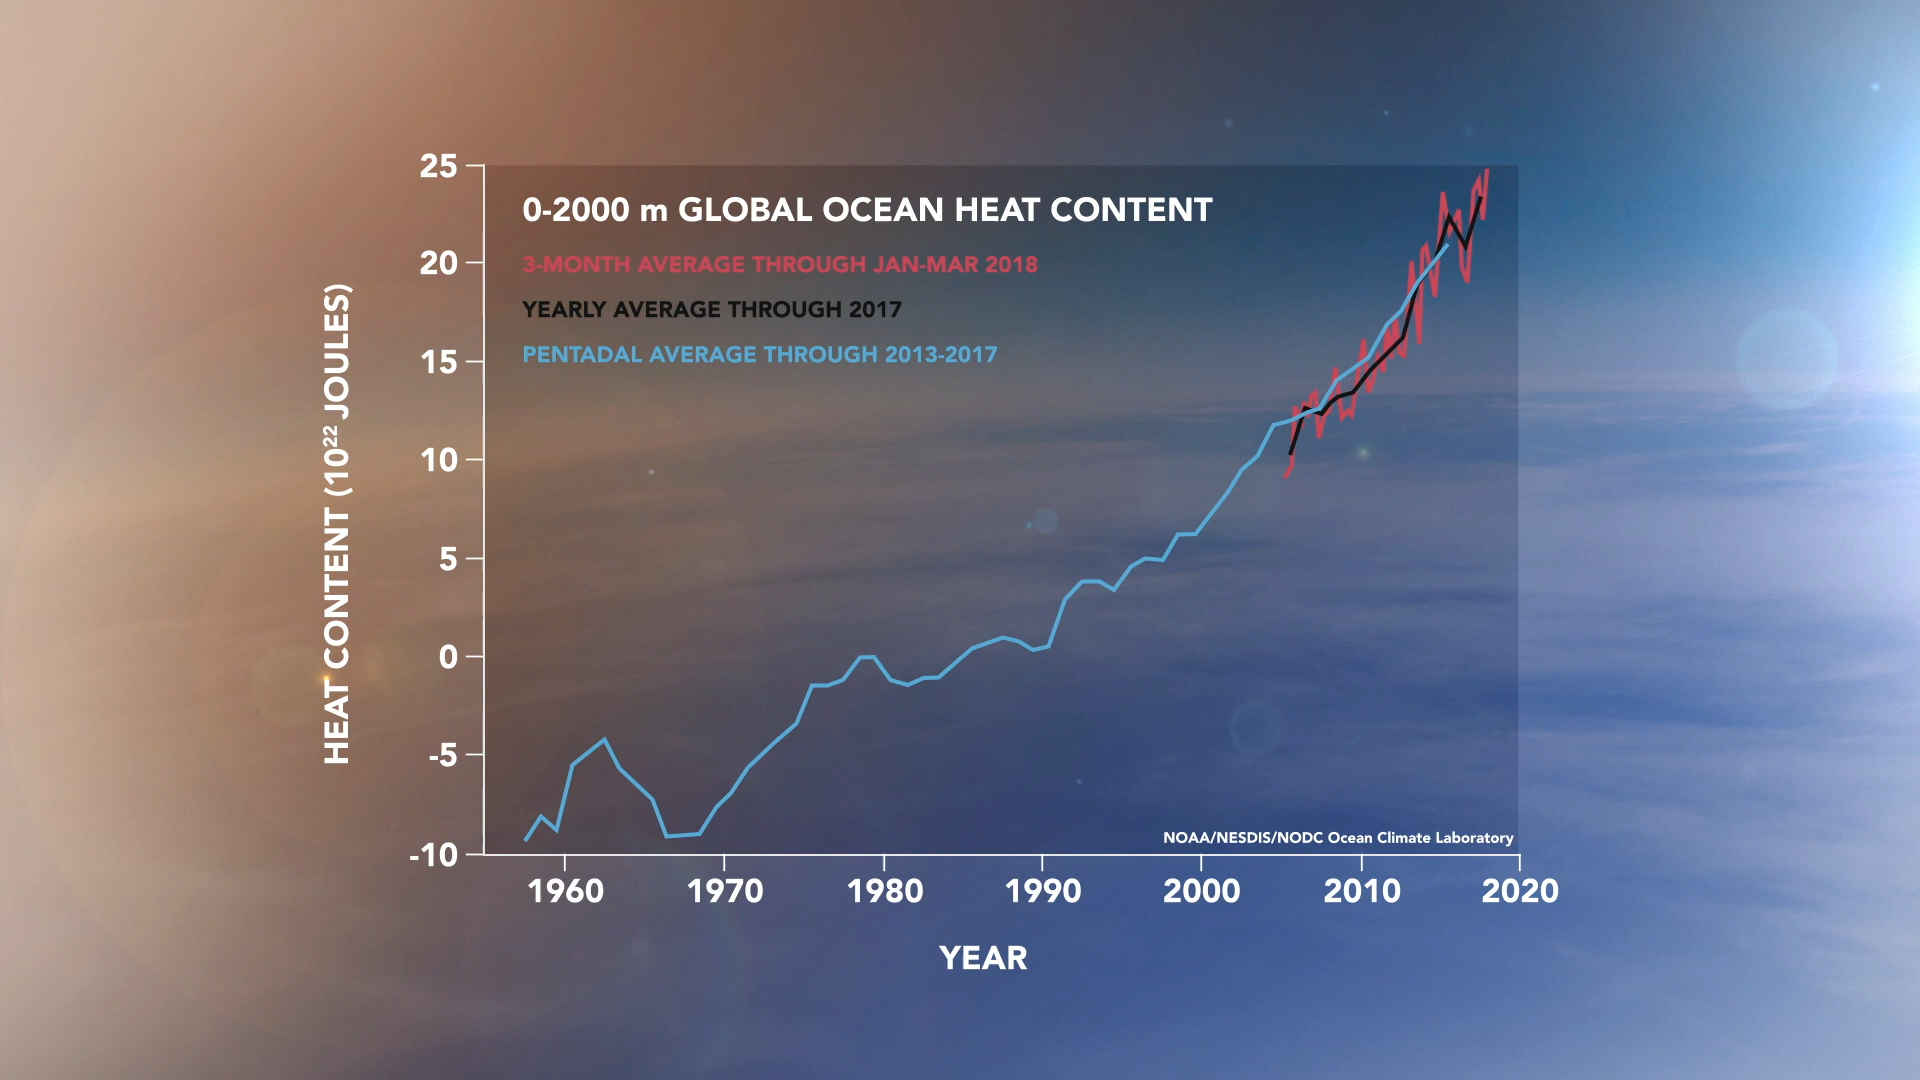 25
0-2000 m GLOBAL OCEAN HEAT CONTENT
3-MONTH AVERAGE THROUGH JAN-MAR 2018
20
YEARLY AVERAGE THROUGH 2017
PENTADAL AVERAGE THROUGH 2013-2017
15
10
5
0
-5
-10
HEAT CONTENT (10²² JOULES)
NOAA/NESDIS/NODC Ocean Climate Laboratory
1960 1970 1980 1990 2000 2010 2020
YEAR